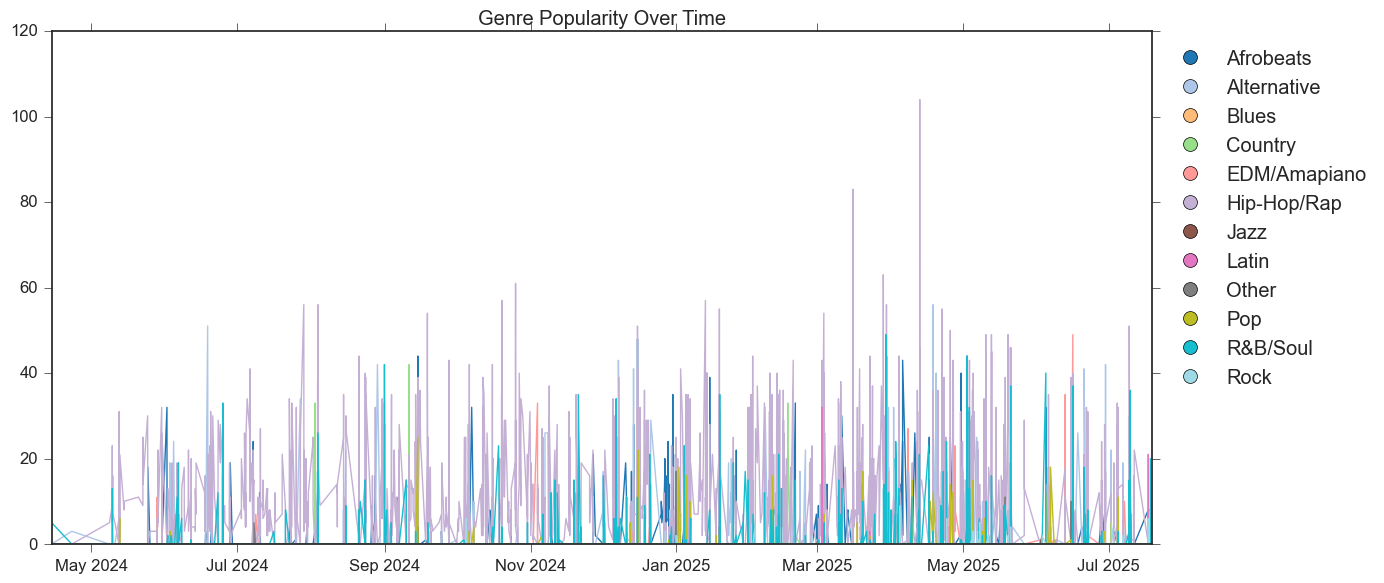 Genre Popularity Over Time
120
100
80
60
40
20
0
May 2024
Jul 2024
Sep 2024
Nov 2024
Jan 2025
Mar 2025
May 2025
Jul 2025
Afrobeats
Alternative
Blues
Country
EDM/Amapiano
Hip-Hop/Rap
Jazz
Latin
Other
Pop
R&B/Soul
Rock